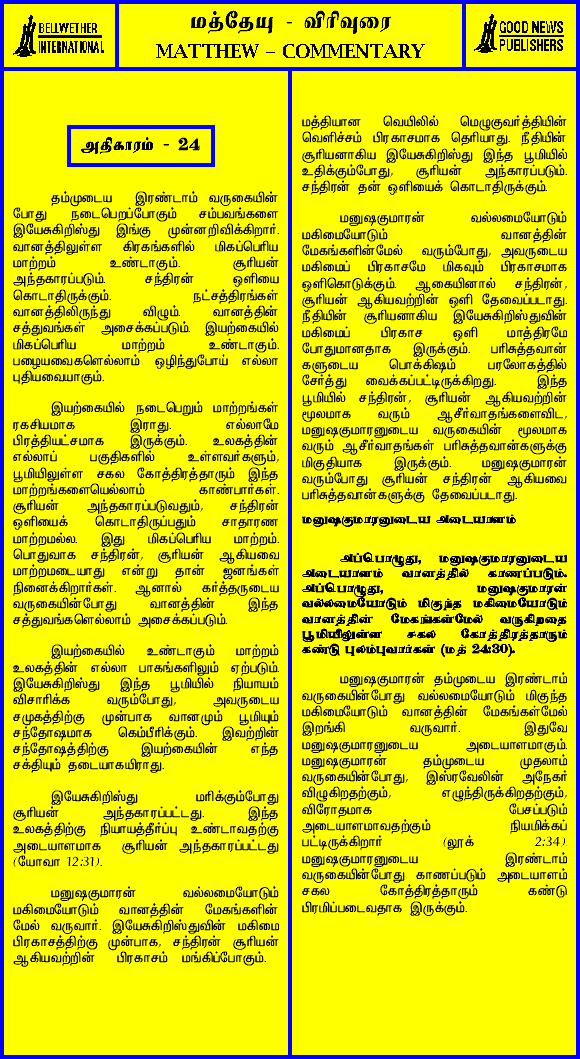 BELLWETHER
INTERNATIONAL
மத்தேயு - விரிவுரை
MATTHEW – COMMENTARY
GOOD NEWS
PUBLISHERS
அதிகாரம் - 24
தம்முடைய இரண்டாம் வருகையின்
போது நடைபெறப்போகும் சம்பவங்களை
இயேசுகிறிஸ்து இங்கு முன்னறிவிக்கிறார்.
வானத்திலுள்ள கிரகங்களில் மிகப்பெரிய
மாற்றம் உண்டாகும். சூரியன்
அந்தகாரப்படும். சந்திரன் ஒளியை
கொடாதிருக்கும். நட்சத்திரங்கள்
வானத்திலிருந்து விழும். வானத்தின்
சத்துவங்கள் அசைக்கப்படும். இயற்கையில்
மிகப்பெரிய மாற்றம் உண்டாகும்.
பழையவைகளெல்லாம் ஒழிந்துபோய் எல்லா
புதியவையாகும்.
இயற்கையில் நடைபெறும் மாற்றங்கள்
ரகசியமாக இராது. எல்லாமே
பிரத்தியட்சமாக இருக்கும். உலகத்தின்
எல்லாப் பகுதிகளில் உள்ளவர்களும்,
பூமியிலுள்ள சகல கோத்திரத்தாரும் இந்த
மாற்றங்களையெல்லாம் காண்பார்கள்.
சூரியன் அந்தகாரப்படுவதும், சந்திரன்
ஒளியைக் கொடாதிருப்பதும் சாதாரண
மாற்றமல்ல. இது மிகப்பெரிய மாற்றம்.
பொதுவாக சந்திரன், சூரியன் ஆகியவை
மாற்றமடையாது என்று தான் ஜனங்கள்
நினைக்கிறார்கள். ஆனால் கர்த்தருடைய
வருகையின்போது வானத்தின் இந்த
சத்துவங்களெல்லாம் அசைக்கப்படும்.
இயற்கையில் உண்டாகும் மாற்றம்
உலகத்தின் எல்லா பாகங்களிலும் ஏற்படும்.
இயேசுகிறிஸ்து இந்த பூமியில் நியாயம்
விசாரிக்க வரும்போது, அவருடைய
சமுகத்திற்கு முன்பாக வானமும் பூமியும்
சந்தோஷமாக கெம்பீரிக்கும். இவற்றின்
சந்தோஷத்திற்கு இயற்கையின் எந்த
சக்தியும் தடையாகயிராது.
இயேசுகிறிஸ்து மரிக்கும்போது
சூரியன் அந்தகாரப்பட்டது. இந்த
உலகத்திற்கு நியாயத்தீர்ப்பு உண்டாவதற்கு
அடையாளமாக சூரியன் அந்தகாரப்பட்டது
(யோவா 12:31).
மனுஷகுமாரன் வல்லமையோடும்
மகிமையோடும் வானத்தின் மேகங்களின்
மேல் வருவார். இயேசுகிறிஸ்துவின் மகிமை
பிரகாசத்திற்கு முன்பாக, சந்திரன் சூரியன்
ஆகியவற்றின் பிரகாசம் மங்கிப்போகும்.
மத்தியான வெயிலில் மெழுகுவர்த்தியின்
வெளிச்சம் பிரகாசமாக தெரியாது. நீதியின்
சூரியனாகிய இயேசுகிறிஸ்து இந்த பூமியில்
உதிக்கும்போது, சூரியன் அந்காரப்படும்.
சந்திரன் தன் ஒளியைக் கொடாதிருக்கும்.
மனுஷகுமாரன் வல்லமையோடும்
மகிமையோடும் வானத்தின்
மேகங்கள்மேல் வரும்போது, அவருடைய
மகிமைப் பிரகாசமே மிகவும் பிரகாசமாக
ஒளிகொடுக்கும். ஆகையினால் சந்திரன்,
சூரியன் ஆகியவற்றின் ஒளி தேவைப்படாது.
நீதியின் சூரியனாகிய இயேசுகிறிஸ்துவின்
மகிமைப் பிரகாச ஒளி மாத்திரமே
போதுமானதாக இருக்கும். பரிசுத்தவான்
களுடைய பொக்கிஷம் பரலோகத்தில்
சேர்த்து வைக்கப்பட்டிருக்கிறது. இந்த
பூமியில் சந்திரன், சூரியன் ஆகியவற்றின்
மூலமாக வரும் ஆசீர்வாதங்களைவிட,
மனுஷகுமாரனுடைய வருகையின் மூலமாக
வரும் ஆசீர்வாதங்கள் பரிசுத்தவான்களுக்கு
மிகுதியாக இருக்கும். மனுஷகுமாரன்
வரும்போது சூரியன் சந்திரன் ஆகியவை
பரிசுத்தவான்களுக்கு தேவைப்படாது.
மனுஷகுமாரனுடைய அடையாளம்
அப்பொழுது, மனுஷகுமாரனுடைய
அடையாளம் வானத்தில் காணப்படும்.
அப்பொழுது, மனுஷகுமாரன்
வல்லமையோடும் மிகுந்த மகிமையோடும்
வானத்தின் மேகங்கள்மேல் வருகிறதை
பூமியிலுள்ள சகல கோத்திரத்தாரும்
கண்டு புலம்புவார்கள் (மத் 24:30).
மனுஷகுமாரன் தம்முடைய இரண்டாம்
வருகையின்போது வல்லமையோடும் மிகுந்த
மகிமையோடும் வானத்தின் மேகங்கள்மேல்
இறங்கி வருவார். இதுவே
மனுஷகுமாரனுடைய அடையாளமாகும்.
மனுஷகுமாரன் தம்முடைய முதலாம்
வருகையின்போது, இஸ்ரவேலின் அநேகர்
விழுகிறதற்கும், எழுந்திருக்கிறதற்கும்,
விரோதமாக பேசப்படும்
அடையாளமாவதற்கும் நியமிக்கப்
பட்டிருக்கிறார் (லூக் 2:34).
மனுஷகுமாரனுடைய இரண்டாம்
வருகையின்போது காணப்படும் அடையாளம்
சகல கோத்திரத்தாரும் கண்டு
பிரமிப்படைவதாக இருக்கும்.